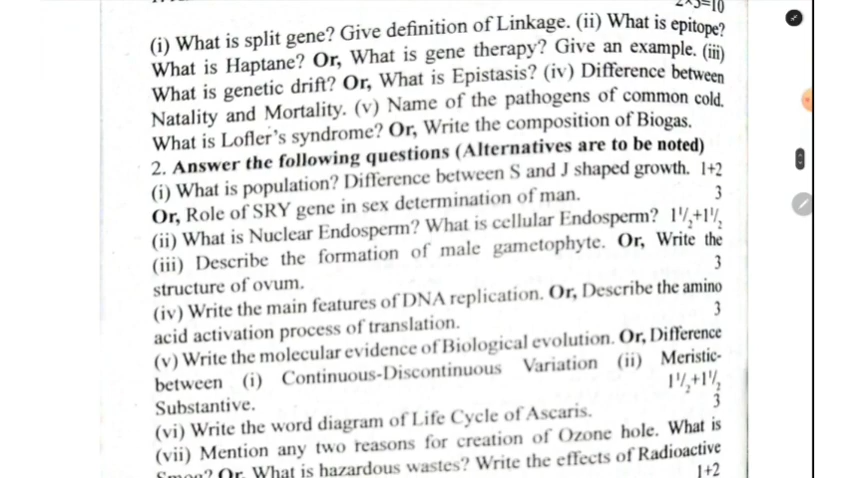 2×5=10
(i) What is split gene? Give definition of Linkage. (ii) What is epitope?
What is Haptane? Or, What is gene therapy? Give an example. (iii)
What is genetic drift? Or, What is Epistasis? (iv) Difference between
Natality and Mortality. (v) Name of the pathogens of common cold.
What is Lofler's syndrome? Or, Write the composition of Biogas.
2. Answer the following questions (Alternatives are to be noted)
(i) What is population? Difference between S and J shaped growth. 1+2
Or, Role of SRY gene in sex determination of man. 3
(ii) What is Nuclear Endosperm? What is cellular Endosperm? 1½+1½
(iii) Describe the formation of male gametophyte. Or, Write the
structure of ovum. 3
(iv) Write the main features of DNA replication. Or, Describe the amino
acid activation process of translation. 3
(v) Write the molecular evidence of Biological evolution. Or, Difference
between (i) Continuous-Discontinuous Variation (ii) Meristic-
Substantive. 1½+1½
(vi) Write the word diagram of Life Cycle of Ascaris. 3
(vii) Mention any two reasons for creation of Ozone hole. What is
Smog? Or, What is hazardous wastes? Write the effects of Radioactive
1+2